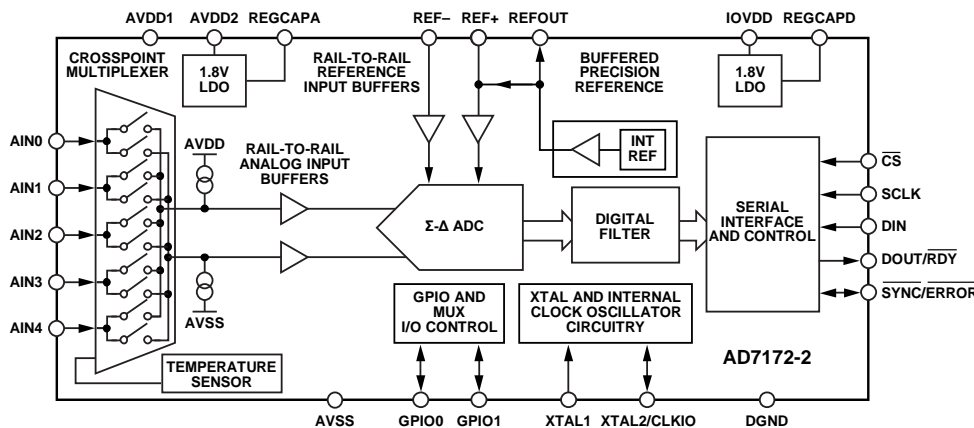 AVDD1
AVDD2
REGCAPA
REF–
REF+
REFOUT
IOVDD
REGCAPD
CROSSPOINT
MULTIPLEXER
1.8V
LDO
RAIL-TO-RAIL
REFERENCE
INPUT BUFFERS
BUFFERED
PRECISION
REFERENCE
1.8V
LDO
AIN0
AIN1
AIN2
AIN3
AIN4
AVDD
RAIL-TO-RAIL
ANALOG INPUT
BUFFERS
INT
REF
Σ-Δ ADC
DIGITAL
FILTER
SERIAL
INTERFACE
AND CONTROL
CS
SCLK
DIN
DOUT/RDY
SYNC/ERROR
AVSS
GPIO AND
MUX
I/O CONTROL
XTAL AND INTERNAL
CLOCK OSCILLATOR
CIRCUITRY
TEMPERATURE
SENSOR
AD7172-2
AVSS
GPIO0
GPIO1
XTAL1
XTAL2/CLKIO
DGND